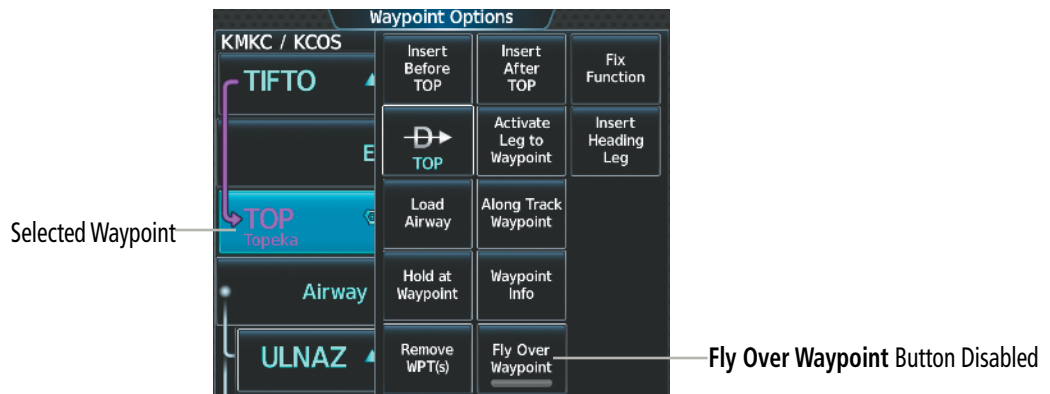 Waypoint Options
KMKC / KCOS
TIFTO
E
TOP
Topeka
Airway
ULNAZ
Insert
Before
TOP
Insert
After
TOP
Fix
Function
D
TOP
Activate
Leg to
Waypoint
Insert
Heading
Leg
Load
Airway
Along Track
Waypoint
Hold at
Waypoint
Waypoint
Info
Remove
WPT(s)
Fly Over
Waypoint
Selected Waypoint
Fly Over Waypoint Button Disabled